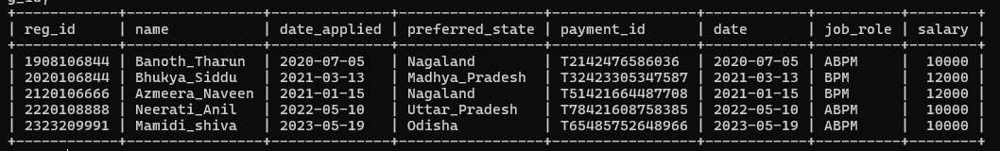 g_id;
+------------+----------------+--------------+-----------------+-----------------+------------+----------+--------+
| reg_id     | name           | date_applied | preferred_state | payment_id      | date       | job_role | salary |
+------------+----------------+--------------+-----------------+-----------------+------------+----------+--------+
| 1908106844 | Banoth_Tharun  | 2020-07-05   | Nagaland        | T2142476586036  | 2020-07-05 | ABPM     |  10000 |
| 2020106844 | Bhukya_Siddu   | 2021-03-13   | Madhya_Pradesh  | T32423305347587 | 2021-03-13 | BPM      |  12000 |
| 2120106666 | Azmeera_Naveen | 2021-01-15   | Nagaland        | T51421664487708 | 2021-01-15 | BPM      |  12000 |
| 2220108888 | Neerati_Anil   | 2022-05-10   | Uttar_Pradesh   | T78421608758385 | 2022-05-10 | ABPM     |  10000 |
| 2323209991 | Mamidi_shiva   | 2023-05-19   | Odisha          | T65485752648966 | 2023-05-19 | ABPM     |  10000 |
+------------+----------------+--------------+-----------------+-----------------+------------+----------+--------+